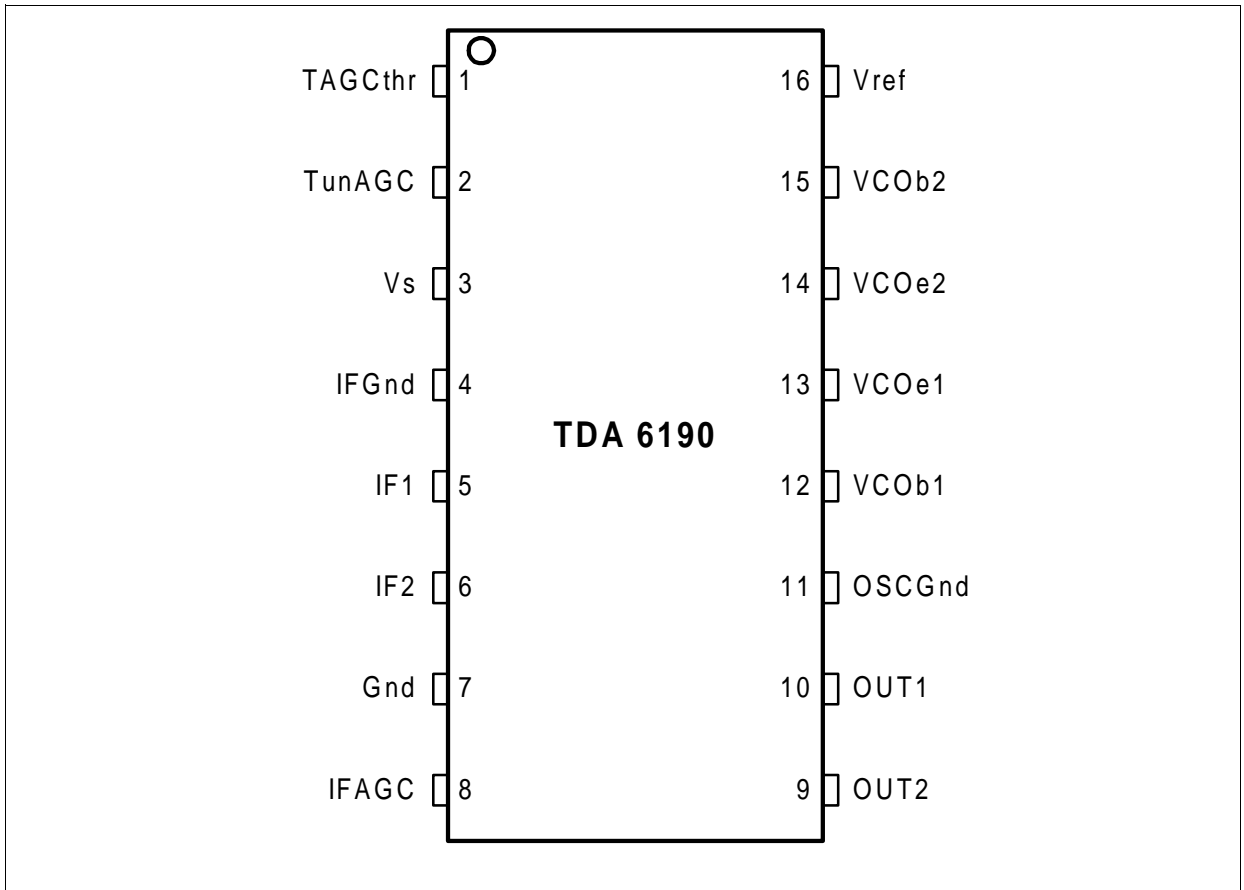 TAGCthr 1 16 Vref
TunAGC 2 15 VCOb2
Vs 3 14 VCOe2
IFGnd 4 13 VCOe1
TDA 6190
IF1 5 12 VCOb1
IF2 6 11 OSCGnd
Gnd 7 10 OUT1
IFAGC 8 9 OUT2